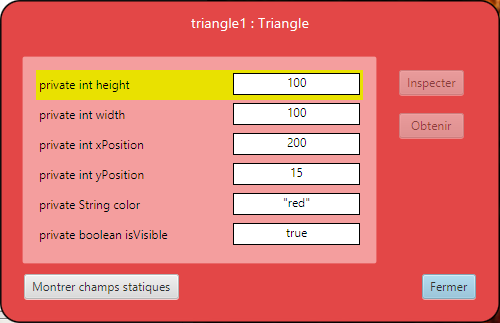 triangle1 : Triangle
private int height 100
Inspecter
private int width 100
Obtenir
private int xPosition 200
private int yPosition 15
private String color "red"
private boolean isVisible true
Montrer champs statiques
Fermer